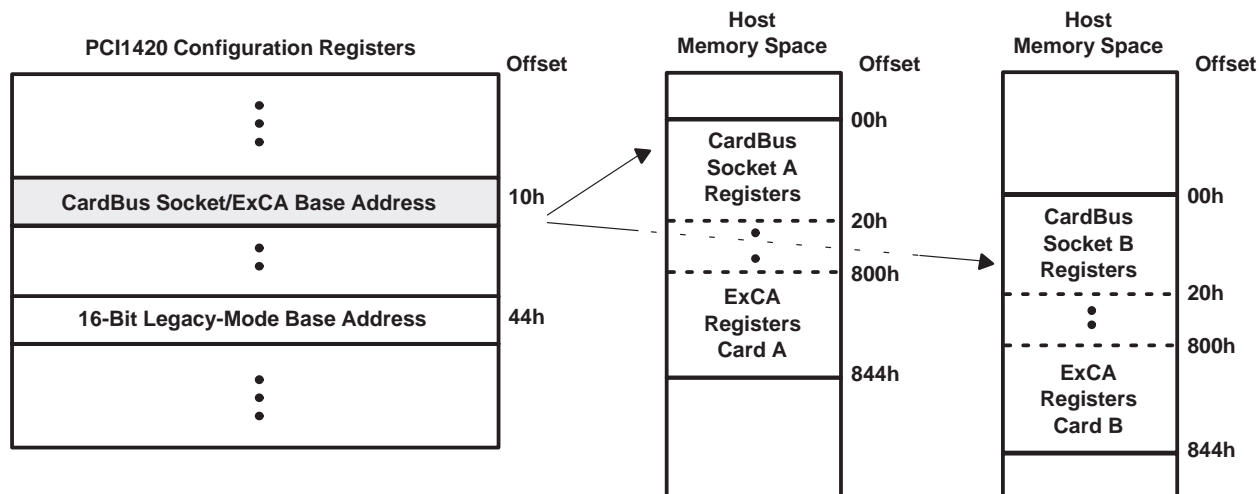 PCI1420 Configuration Registers
Offset
CardBus Socket/ExCA Base Address
10h
16-Bit Legacy-Mode Base Address
44h
Host
Memory Space
Offset
00h
CardBus
Socket A
Registers
20h
800h
ExCA
Registers
Card A
844h
Host
Memory Space
Offset
00h
CardBus
Socket B
Registers
20h
800h
ExCA
Registers
Card B
844h